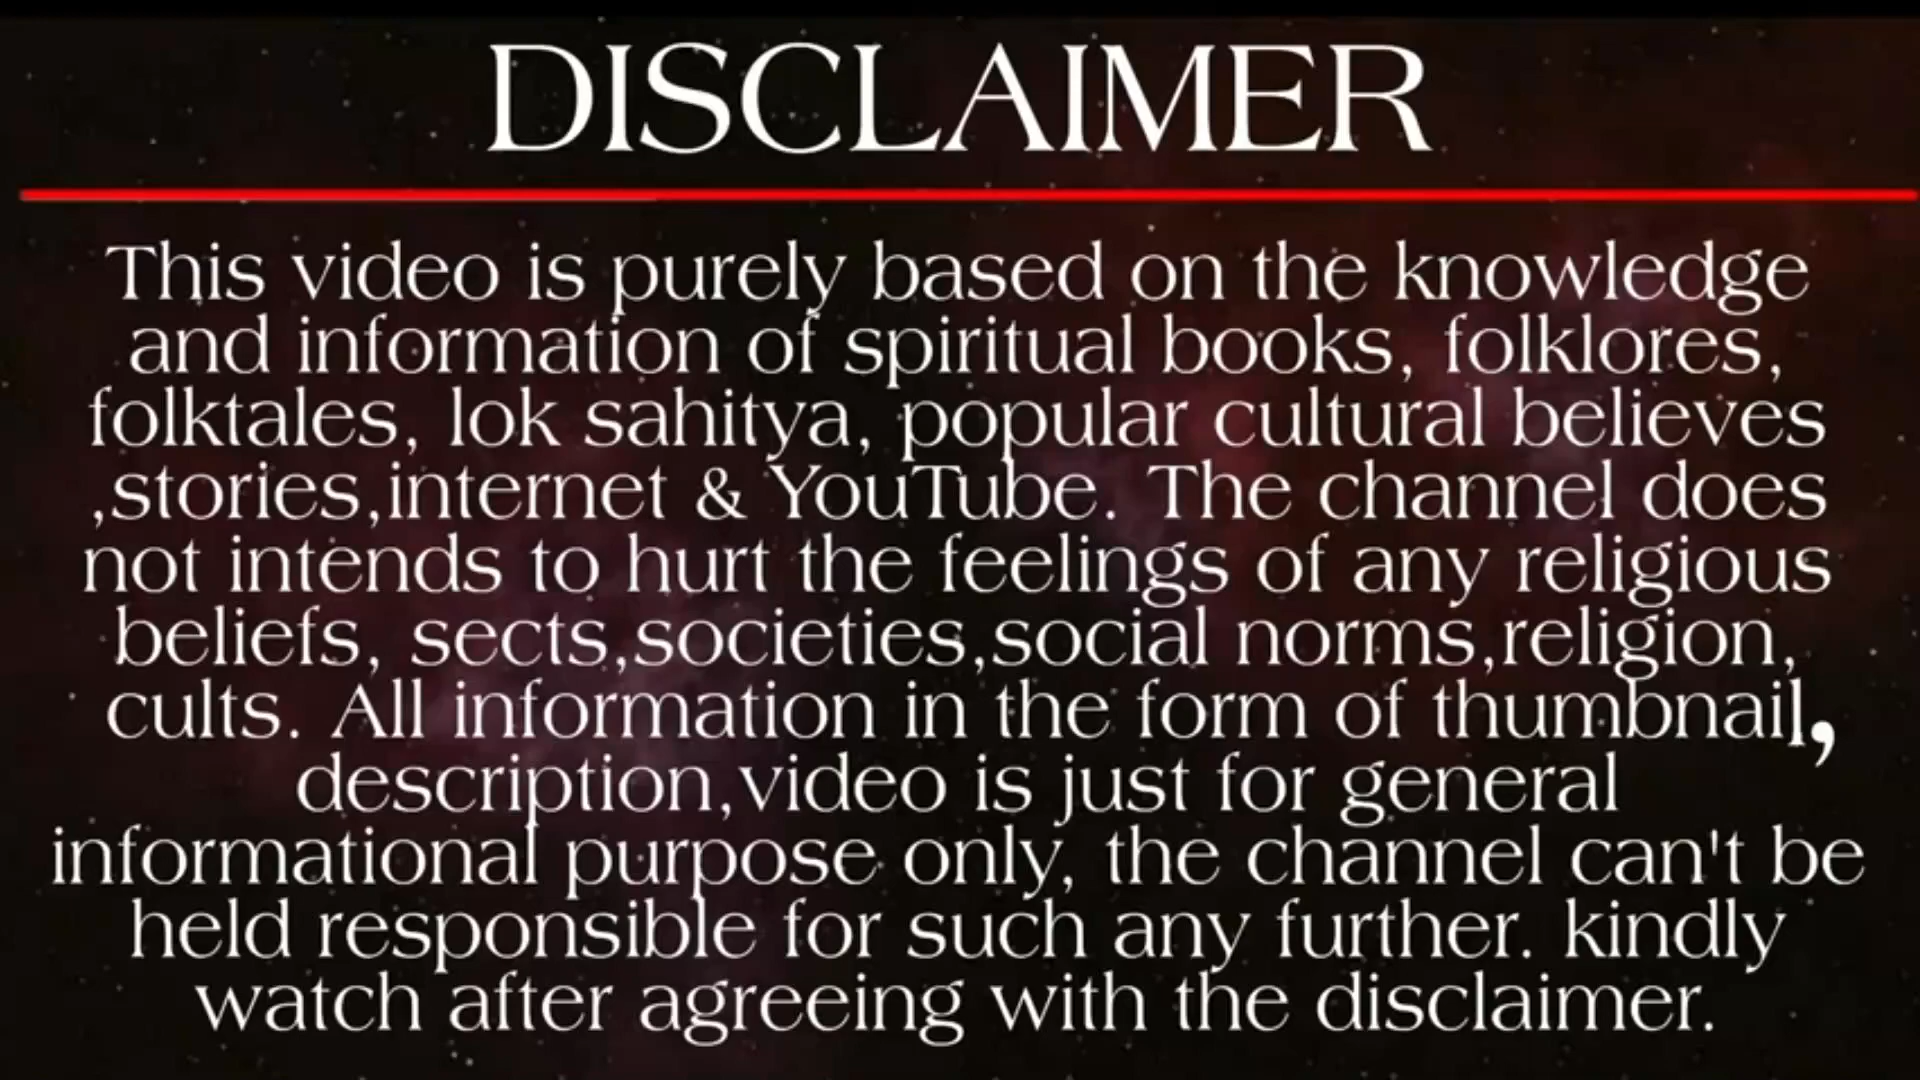 DISCLAIMER
This video is purely based on the knowledge
and information of spiritual books, folklores,
folktales, lok sahitya, popular cultural believes
,stories,internet & YouTube. The channel does
not intends to hurt the feelings of any religious
beliefs, sects,societies,social norms,religion,
cults. All information in the form of thumbnail,
description,video is just for general
informational purpose only, the channel can't be
held responsible for such any further. kindly
watch after agreeing with the disclaimer.